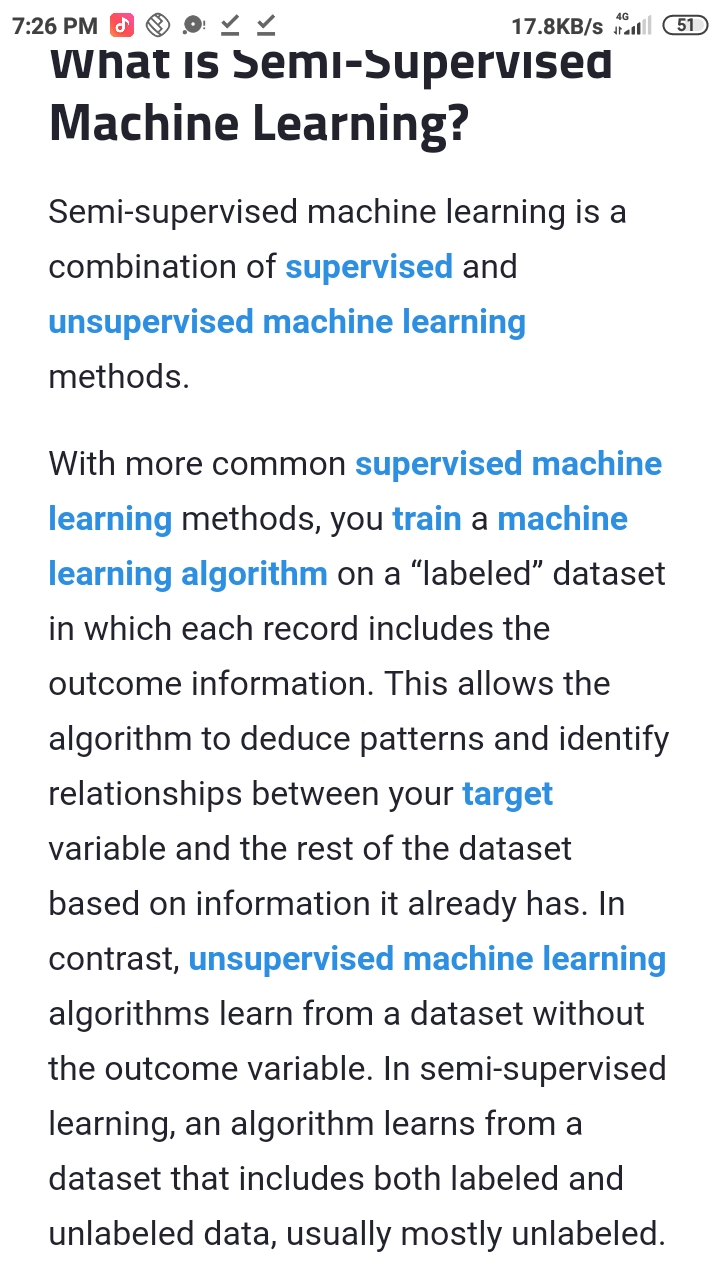 7:26 PM 17.8KB/s 4G 51
What is Semi-Supervised
Machine Learning?
Semi-supervised machine learning is a
combination of supervised and
unsupervised machine learning
methods.
With more common supervised machine
learning methods, you train a machine
learning algorithm on a “labeled” dataset
in which each record includes the
outcome information. This allows the
algorithm to deduce patterns and identify
relationships between your target
variable and the rest of the dataset
based on information it already has. In
contrast, unsupervised machine learning
algorithms learn from a dataset without
the outcome variable. In semi-supervised
learning, an algorithm learns from a
dataset that includes both labeled and
unlabeled data, usually mostly unlabeled.